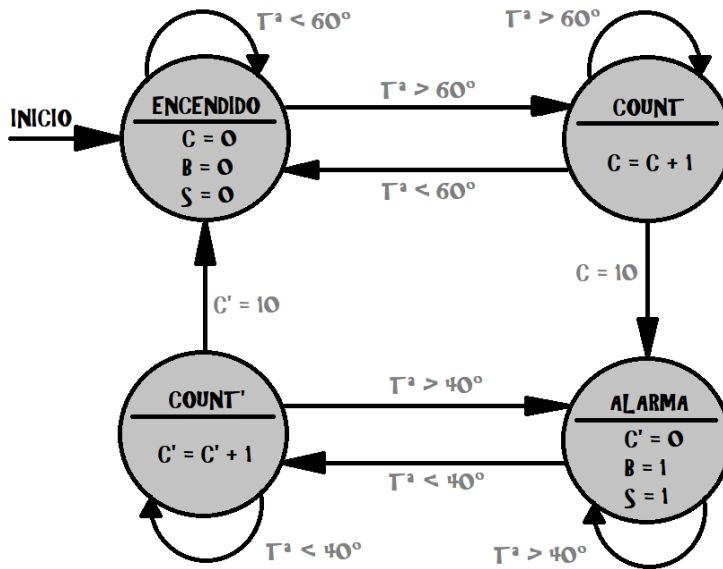 Tª < 60º
Tª > 60º
INICIO
ENCENDIDO
C = 0
B = 0
S = 0
Tª > 60º
Tª < 60º
COUNT
C = C + 1
C' = 10
C = 10
COUNT'
C' = C' + 1
Tª > 40º
Tª < 40º
ALARMA
C' = 0
B = 1
S = 1
Tª < 40º
Tª > 40º